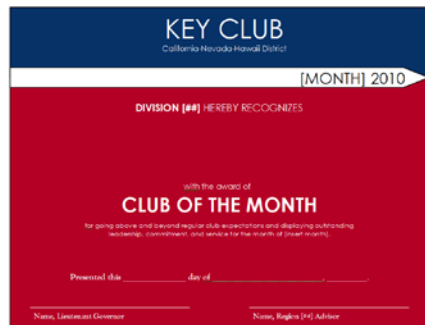 KEY CLUB
California-Nevada-Hawaii District
[MONTH] 2010
DIVISION [##] HEREBY RECOGNIZES
with the award of
CLUB OF THE MONTH
for going above and beyond regular club expectations and displaying outstanding
leadership, commitment, and service for the month of [insert month].
Presented this ____________ day of ____________________, ________.
Name, Lieutenant Governor Name, Region [##] Advisor